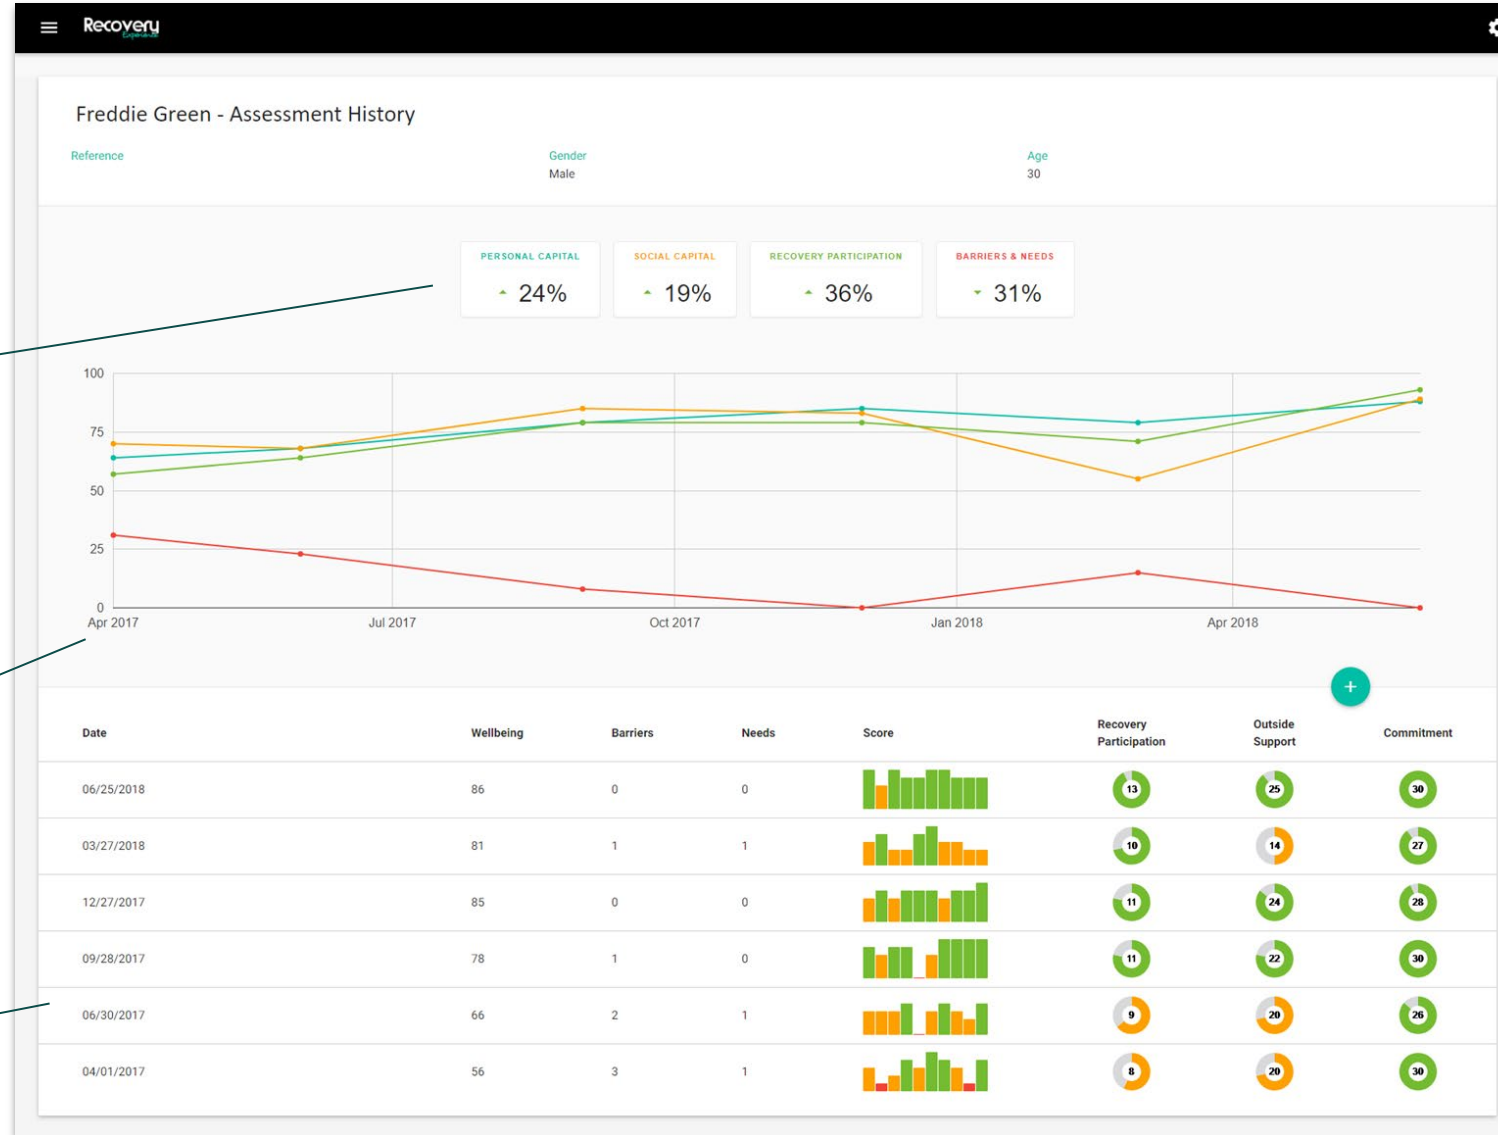 Recovery
Experience
Freddie Green - Assessment History
Reference Gender Age
Male 30
PERSONAL CAPITAL SOCIAL CAPITAL RECOVERY PARTICIPATION BARRIERS & NEEDS
24% 19% 36% 31%
100
75
50
25
0
Apr 2017 Jul 2017 Oct 2017 Jan 2018 Apr 2018
+
Date Wellbeing Barriers Needs Score Recovery Participation Outside Support Commitment
06/25/2018 86 0 0 13 25 30
03/27/2018 81 1 1 10 14 27
12/27/2017 85 0 0 11 24 28
09/28/2017 78 1 0 11 22 30
06/30/2017 66 2 1 9 20 26
04/01/2017 56 3 1 8 20 30